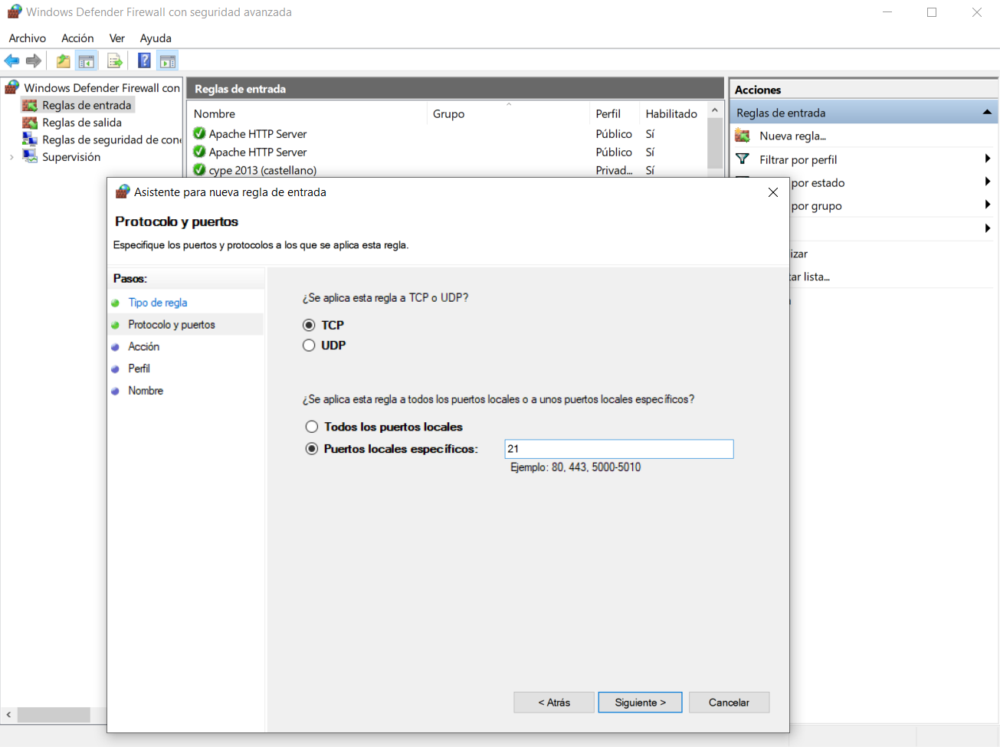 Windows Defender Firewall con seguridad avanzada
Archivo Acción Ver Ayuda
Windows Defender Firewall con
Reglas de entrada
Reglas de salida
Reglas de seguridad de con
Supervisión
Reglas de entrada
Nombre Grupo Perfil Habilitado
Apache HTTP Server Público Sí
Apache HTTP Server Público Sí
cype 2013 (castellano) Privad... Sí
Acciones
Reglas de entrada
Nueva regla...
Filtrar por perfil
por estado
por grupo
izar
tar lista...
Asistente para nueva regla de entrada
Protocolo y puertos
Especifique los puertos y protocolos a los que se aplica esta regla.
Pasos:
Tipo de regla
Protocolo y puertos
Acción
Perfil
Nombre
¿Se aplica esta regla a TCP o UDP?
TCP
UDP
¿Se aplica esta regla a todos los puertos locales o a unos puertos locales específicos?
Todos los puertos locales
Puertos locales específicos: 21
Ejemplo: 80, 443, 5000-5010
< Atrás Siguiente > Cancelar